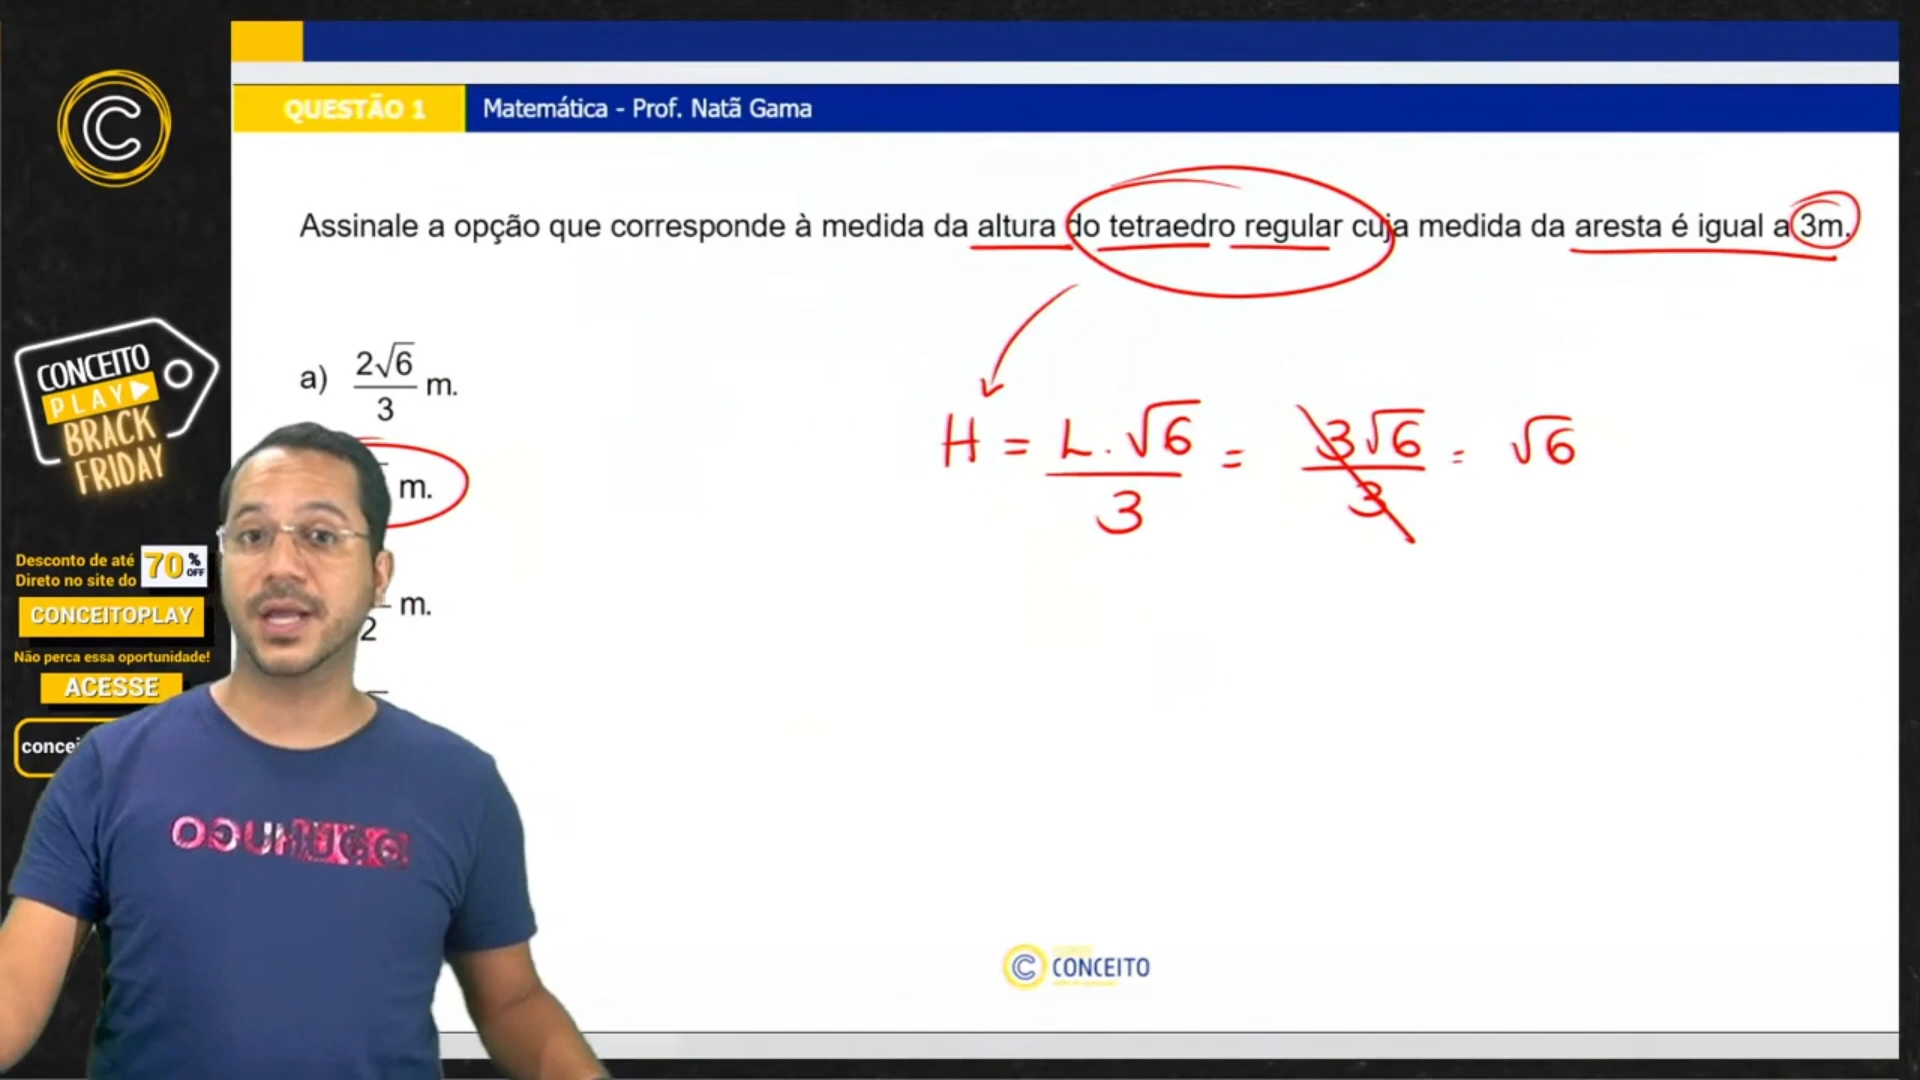 QUESTÃO 1
Matemática - Prof. Natã Gama
C
Assinale a opção que corresponde à medida da altura do tetraedro regular cuja medida da aresta é igual a 3m.
a) 2√6/3 m.
H = L.√6/3 = 3√6/3 = √6
m.
2 m.
CONCEITO
PLAY
BRACK
FRIDAY
Desconto de até 70% OFF
Direto no site do
CONCEITOPLAY
Não perca essa oportunidade!
ACESSE
concei
C CONCEITO